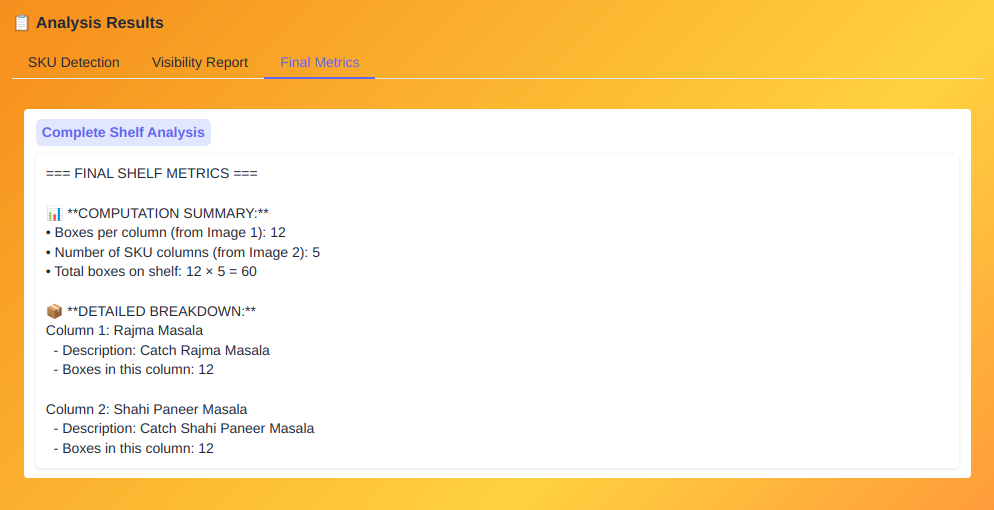 📋 Analysis Results
SKU Detection Visibility Report Final Metrics
Complete Shelf Analysis
=== FINAL SHELF METRICS ===
📊 **COMPUTATION SUMMARY:**
• Boxes per column (from Image 1): 12
• Number of SKU columns (from Image 2): 5
• Total boxes on shelf: 12 × 5 = 60
📦 **DETAILED BREAKDOWN:**
Column 1: Rajma Masala
- Description: Catch Rajma Masala
- Boxes in this column: 12
Column 2: Shahi Paneer Masala
- Description: Catch Shahi Paneer Masala
- Boxes in this column: 12